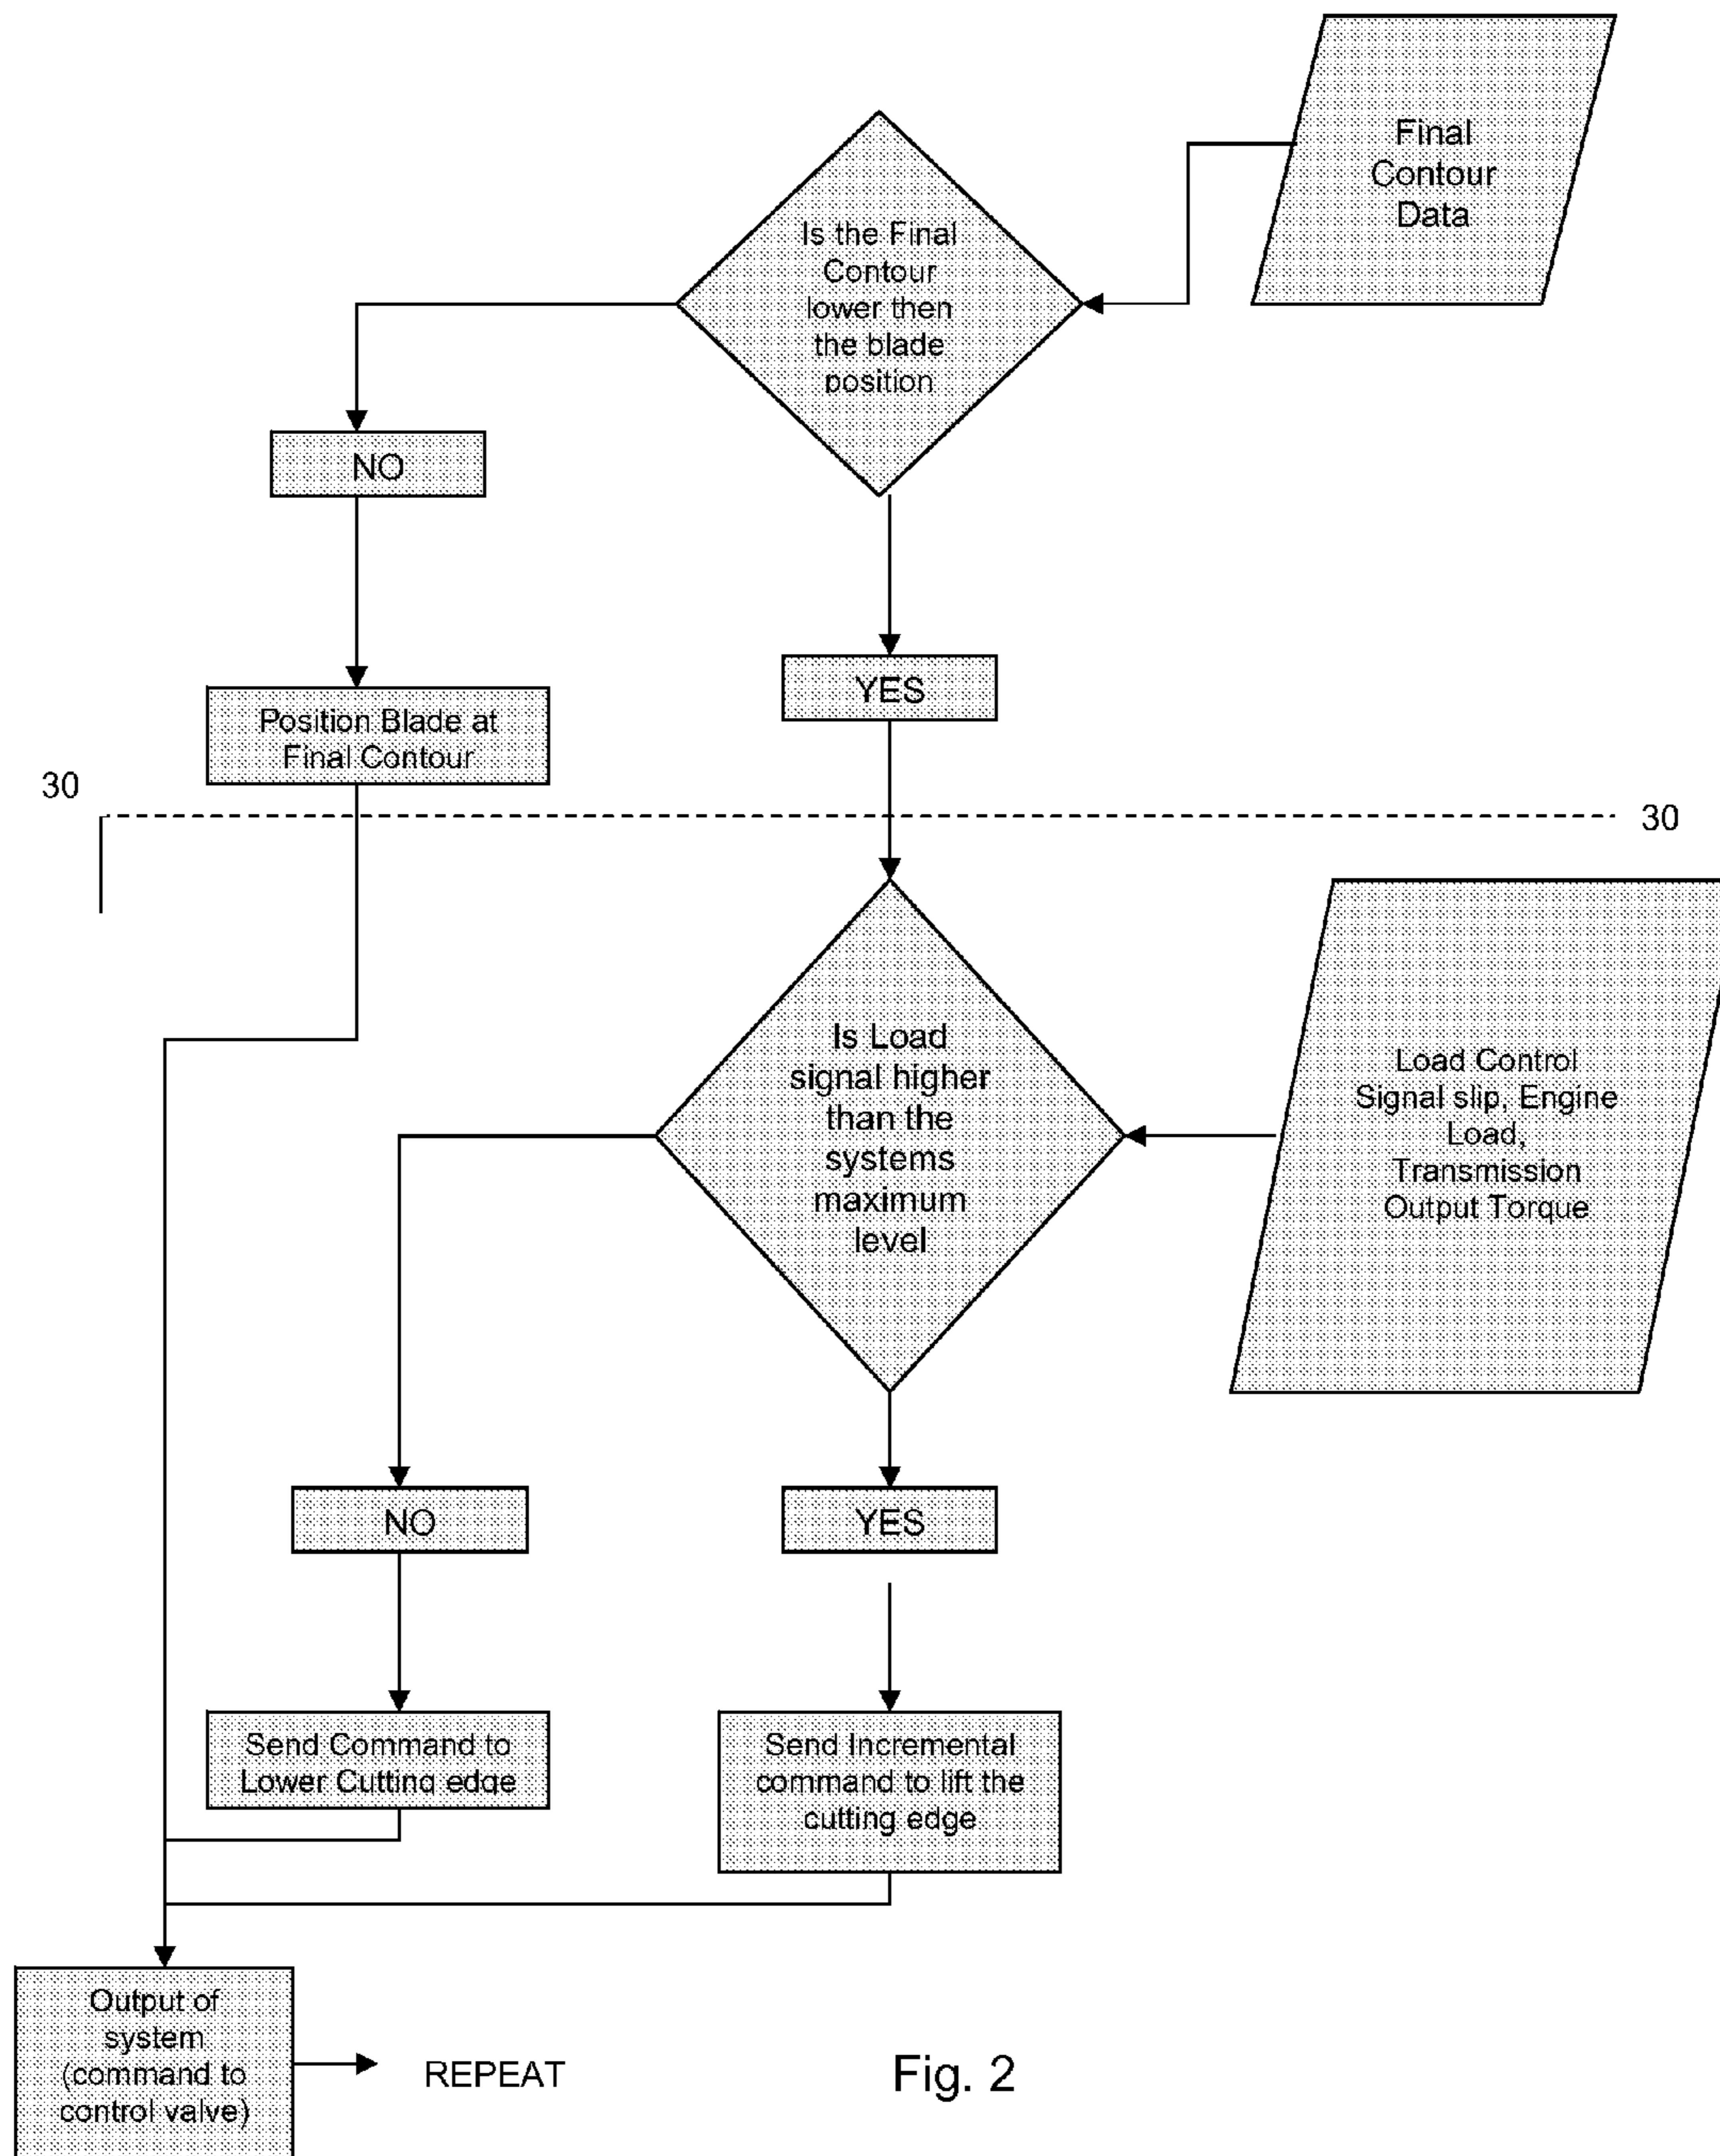 Final
Contour
Data
Is the Final
Contour
lower then
the blade
position
NO
YES
Position Blade at
Final Contour
30
30
Is Load
signal higher
than the
systems
maximum
level
Load Control
Signal slip, Engine
Load,
Transmission
Output Torque
NO
YES
Send Command to
Lower Cutting edge
Send Incremental
command to lift the
cutting edge
Output of
system
(command to
control valve)
REPEAT
Fig. 2